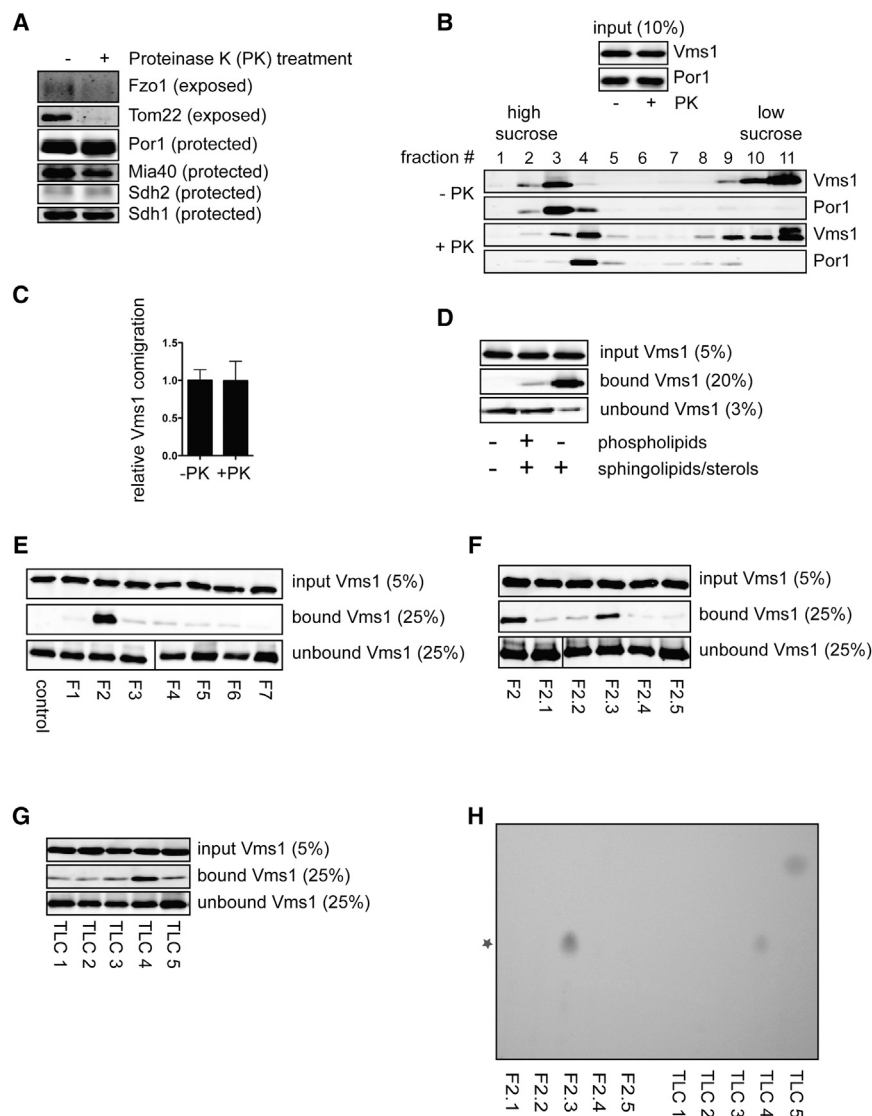 A
- + Proteinase K (PK) treatment
Fzo1 (exposed)
Tom22 (exposed)
Por1 (protected)
Mia40 (protected)
Sdh2 (protected)
Sdh1 (protected)
B
input (10%)
Vms1
Por1
- + PK
high sucrose
low sucrose
fraction # 1 2 3 4 5 6 7 8 9 10 11
- PK
Vms1
Por1
+ PK
Vms1
Por1
C
relative Vms1 comigration
1.5
1.0
0.5
0.0
-PK +PK
D
input Vms1 (5%)
bound Vms1 (20%)
unbound Vms1 (3%)
- + - phospholipids
- + + sphingolipids/sterols
E
input Vms1 (5%)
bound Vms1 (25%)
unbound Vms1 (25%)
control F1 F2 F3 F4 F5 F6 F7
F
input Vms1 (5%)
bound Vms1 (25%)
unbound Vms1 (25%)
F2 F2.1 F2.2 F2.3 F2.4 F2.5
G
input Vms1 (5%)
bound Vms1 (25%)
unbound Vms1 (25%)
TLC 1 TLC 2 TLC 3 TLC 4 TLC 5
H
F2.1 F2.2 F2.3 F2.4 F2.5 TLC 1 TLC 2 TLC 3 TLC 4 TLC 5